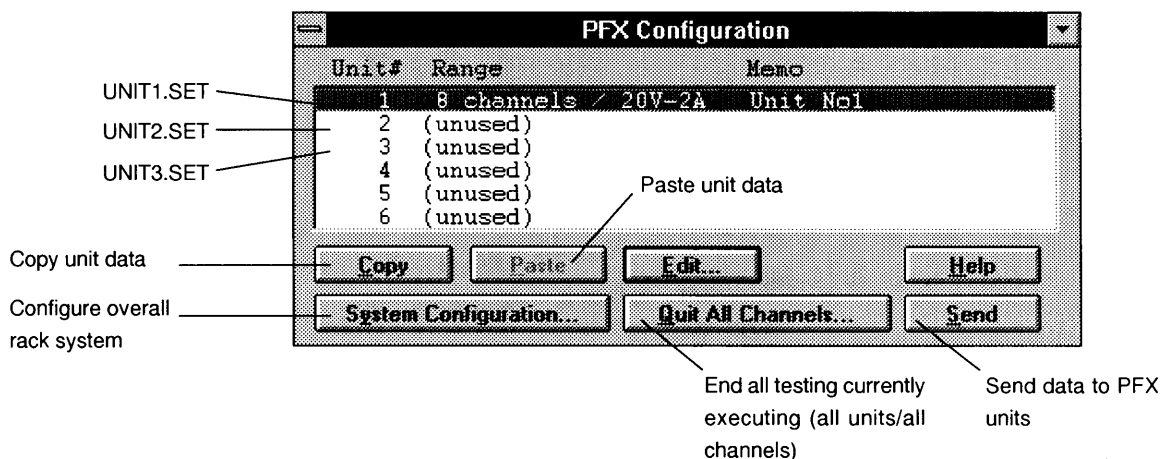 PFX Configuration
Unit# Range Memo
UNIT1.SET
1 8 channels / 20V-2A Unit No1
UNIT2.SET
2 (unused)
3 (unused)
UNIT3.SET
4 (unused)
5 (unused)
6 (unused)
Paste unit data
Copy unit data
Copy Paste Edit... Help
Configure overall
rack system
System Configuration... Quit All Channels... Send
End all testing currently
executing (all units/all
channels)
Send data to PFX
units